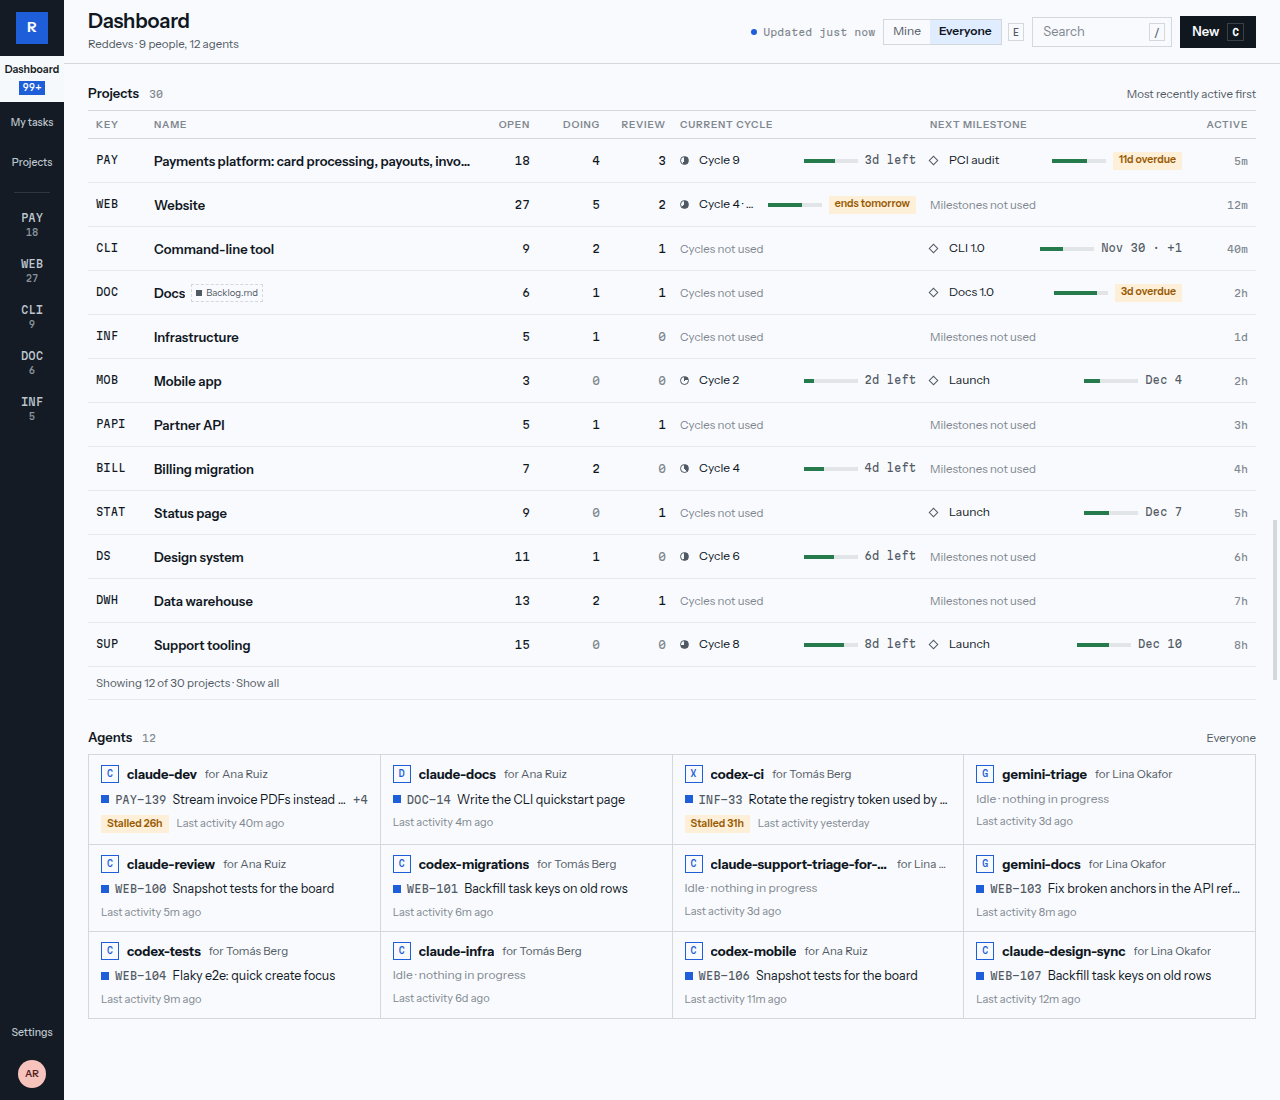 R
Dashboard
99+
My tasks
Projects
PAY
18
WEB
27
CLI
9
DOC
6
INF
5
Settings
AR
Dashboard
Reddevs · 9 people, 12 agents
Updated just now
Mine Everyone E
Search /
New C
Projects 30
Most recently active first
KEY NAME OPEN DOING REVIEW CURRENT CYCLE NEXT MILESTONE ACTIVE
PAY Payments platform: card processing, payouts, invo... 18 4 3 Cycle 9 3d left PCI audit 11d overdue 5m
WEB Website 27 5 2 Cycle 4 · ... ends tomorrow Milestones not used 12m
CLI Command-line tool 9 2 1 Cycles not used CLI 1.0 Nov 30 · +1 40m
DOC Docs Backlog.md 6 1 1 Cycles not used Docs 1.0 3d overdue 2h
INF Infrastructure 5 1 0 Cycles not used Milestones not used 1d
MOB Mobile app 3 0 0 Cycle 2 2d left Launch Dec 4 2h
PAPI Partner API 5 1 1 Cycles not used Milestones not used 3h
BILL Billing migration 7 2 0 Cycle 4 4d left Milestones not used 4h
STAT Status page 9 0 1 Cycles not used Launch Dec 7 5h
DS Design system 11 1 0 Cycle 6 6d left Milestones not used 6h
DWH Data warehouse 13 2 1 Cycles not used Milestones not used 7h
SUP Support tooling 15 0 0 Cycle 8 8d left Launch Dec 10 8h
Showing 12 of 30 projects · Show all
Agents 12
Everyone
C claude-dev for Ana Ruiz
PAY-139 Stream invoice PDFs instead ... +4
Stalled 26h Last activity 40m ago
D claude-docs for Ana Ruiz
DOC-14 Write the CLI quickstart page
Last activity 4m ago
X codex-ci for Tomás Berg
INF-33 Rotate the registry token used by ...
Stalled 31h Last activity yesterday
G gemini-triage for Lina Okafor
Idle · nothing in progress
Last activity 3d ago
C claude-review for Ana Ruiz
WEB-100 Snapshot tests for the board
Last activity 5m ago
C codex-migrations for Tomás Berg
WEB-101 Backfill task keys on old rows
Last activity 6m ago
C claude-support-triage-for-... for Lina ...
Idle · nothing in progress
Last activity 3d ago
G gemini-docs for Lina Okafor
WEB-103 Fix broken anchors in the API ref...
Last activity 8m ago
C codex-tests for Tomás Berg
WEB-104 Flaky e2e: quick create focus
Last activity 9m ago
C claude-infra for Tomás Berg
Idle · nothing in progress
Last activity 6d ago
C codex-mobile for Ana Ruiz
WEB-106 Snapshot tests for the board
Last activity 11m ago
C claude-design-sync for Lina Okafor
WEB-107 Backfill task keys on old rows
Last activity 12m ago